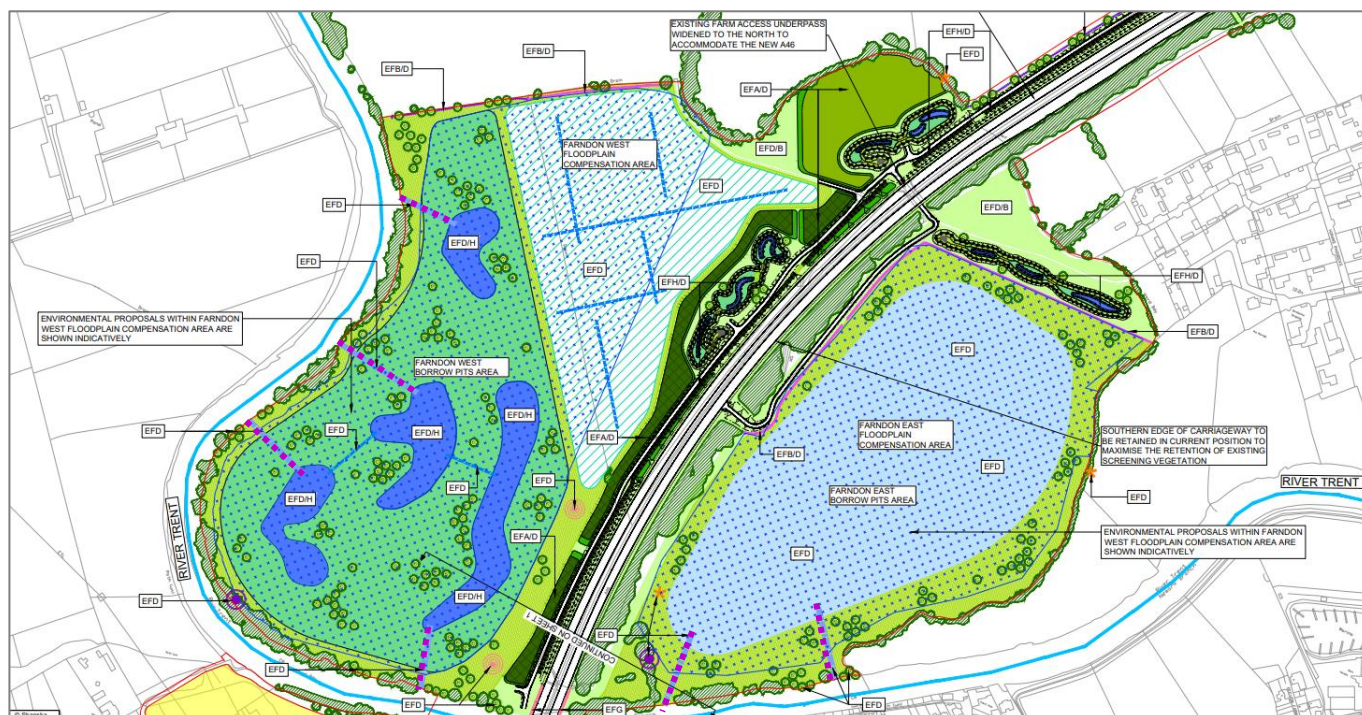 EXISTING FARM ACCESS UNDERPASS
WIDENED TO THE NORTH TO
ACCOMMODATE THE NEW A46
EFH/D
EFD
EFB/D
EFB/D
EFA/D
FARNDON WEST
FLOODPLAIN
COMPENSATION AREA
EFD/B
EFD
EFD
EFD/B
EFD/H
EFD
EFD
EFH/D
EFH/D
ENVIRONMENTAL PROPOSALS WITHIN FARNDON
WEST FLOODPLAIN COMPENSATION AREA ARE
SHOWN INDICATIVELY
EFB/D
EFD
FARNDON WEST
BORROW PITS AREA
EFD/H
EFD/H
EFD
EFD
EFA/D
FARNDON EAST
FLOODPLAIN
COMPENSATION AREA
EFB/D
SOUTHERN EDGE OF CARRIAGEWAY TO
BE RETAINED IN CURRENT POSITION TO
MAXIMISE THE RETENTION OF EXISTING
SCREENING VEGETATION
EFD
EFD
EFD
EFD/H
FARNDON EAST
BORROW PITS AREA
EFD
RIVER TRENT
RIVER TRENT
EFA/D
ENVIRONMENTAL PROPOSALS WITHIN FARNDON
WEST FLOODPLAIN COMPENSATION AREA ARE
SHOWN INDICATIVELY
EFD
EFD/H
EFD
CONTINUED ON SHEET 1
EFD
EFD
EFD
EFG
EFD